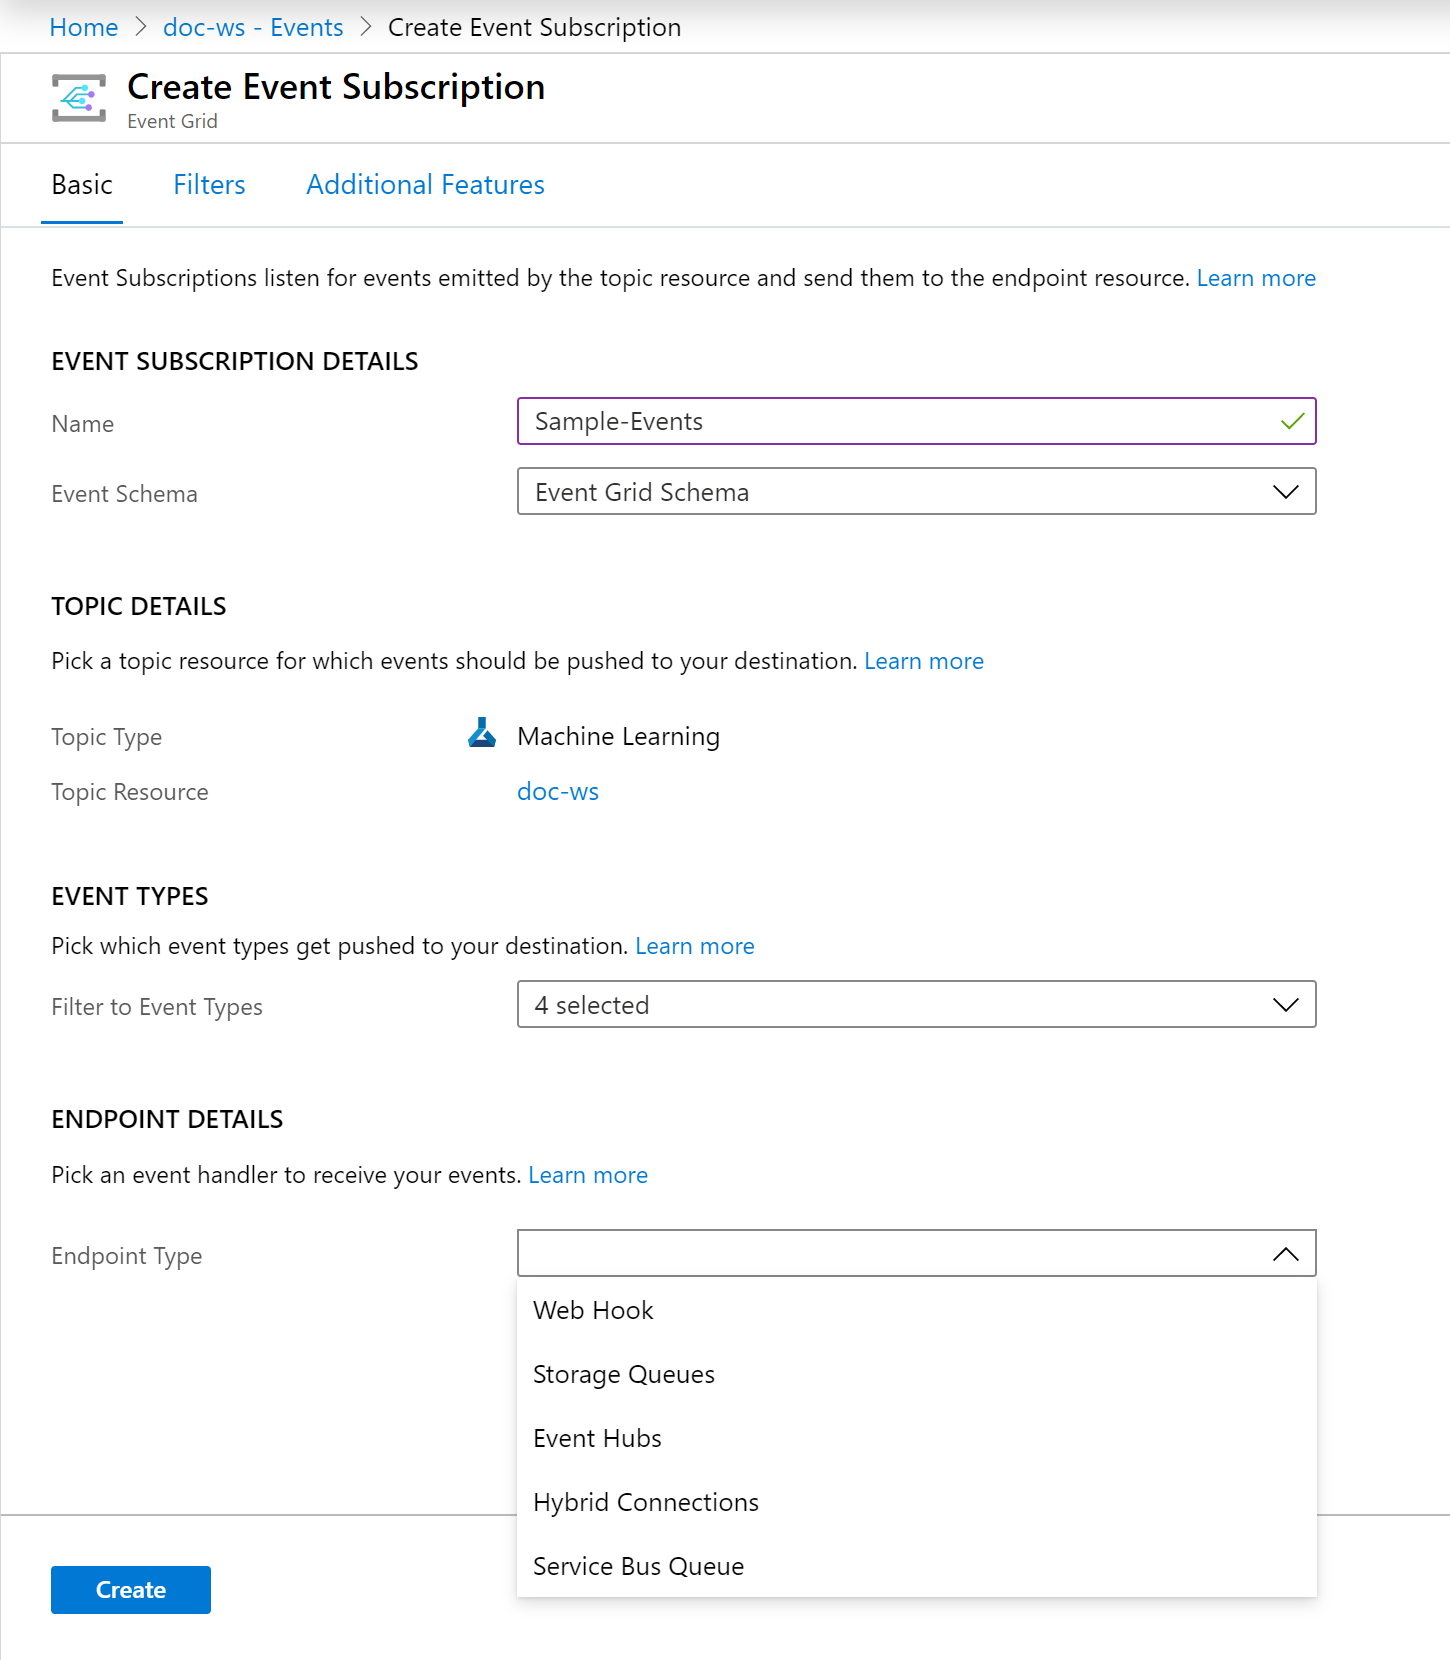 Home > doc-ws - Events > Create Event Subscription
Create Event Subscription
Event Grid
Basic Filters Additional Features
Event Subscriptions listen for events emitted by the topic resource and send them to the endpoint resource. Learn more
EVENT SUBSCRIPTION DETAILS
Name Sample-Events
Event Schema Event Grid Schema
TOPIC DETAILS
Pick a topic resource for which events should be pushed to your destination. Learn more
Topic Type Machine Learning
Topic Resource doc-ws
EVENT TYPES
Pick which event types get pushed to your destination. Learn more
Filter to Event Types 4 selected
ENDPOINT DETAILS
Pick an event handler to receive your events. Learn more
Endpoint Type
Web Hook
Storage Queues
Event Hubs
Hybrid Connections
Service Bus Queue
Create